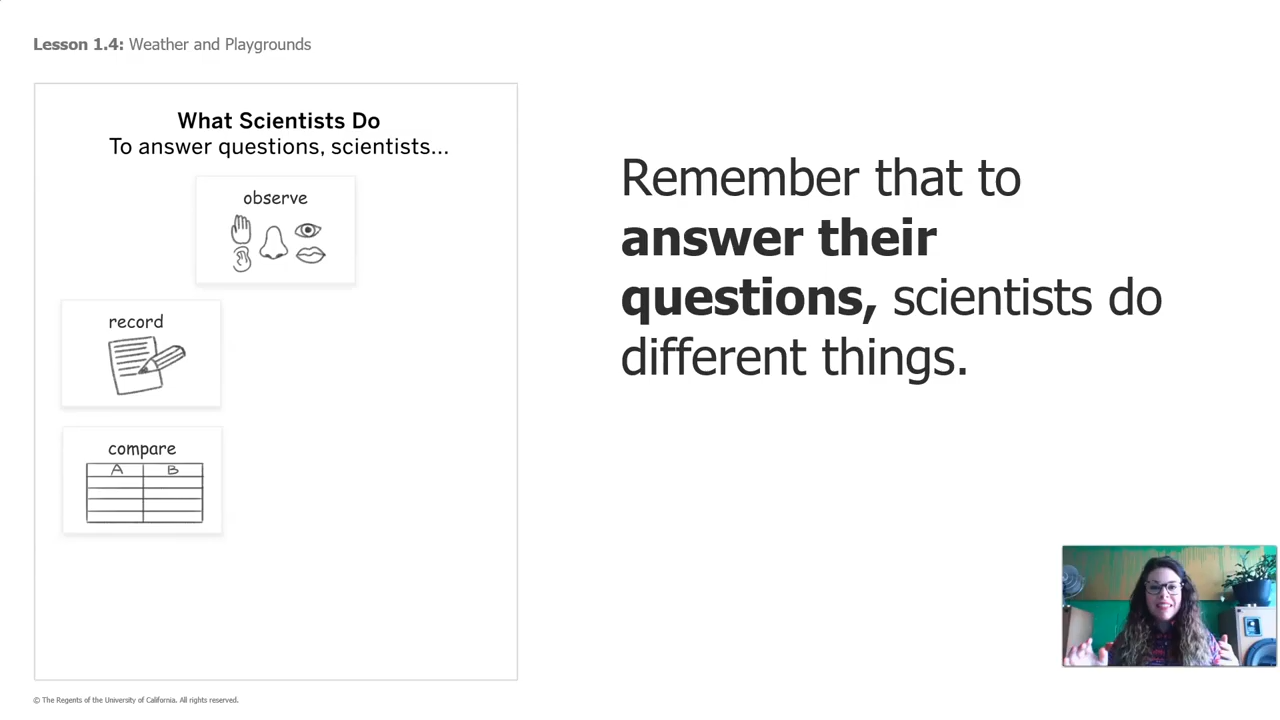 Lesson 1.4: Weather and Playgrounds
What Scientists Do
To answer questions, scientists...
observe
record
compare
A B
Remember that to
answer their
questions, scientists do
different things.
© The Regents of the University of California. All rights reserved.